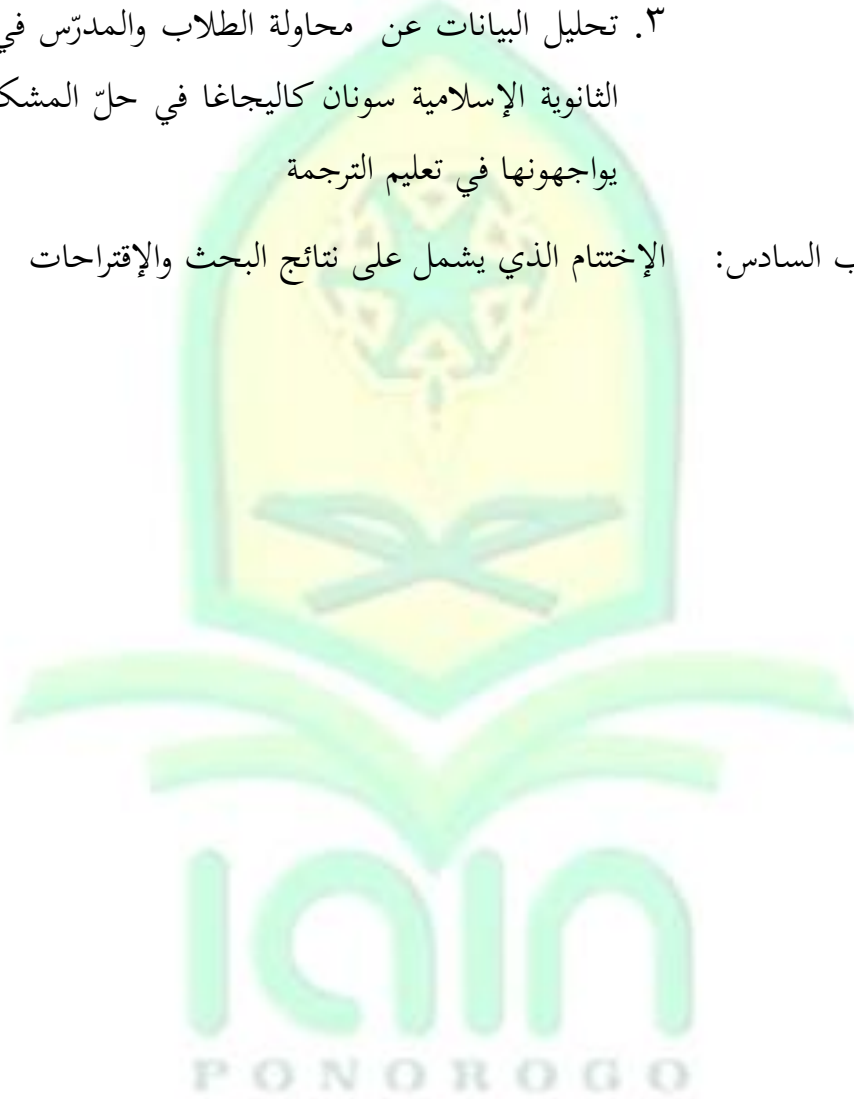 ٣. تحليل البيانات عن محاولة الطلاب والمدرّس في
الثانوية الإسلامية سونان كاليجاغا في حلّ
يواجهونها في تعليم الترجمة
السادس: الإختتام الذي يشمل على نتائج البحث والإقتراحات
iain
PONOROGO